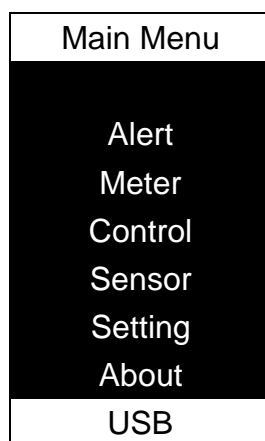 Main Menu
Alert
Meter
Control
Sensor
Setting
About
USB